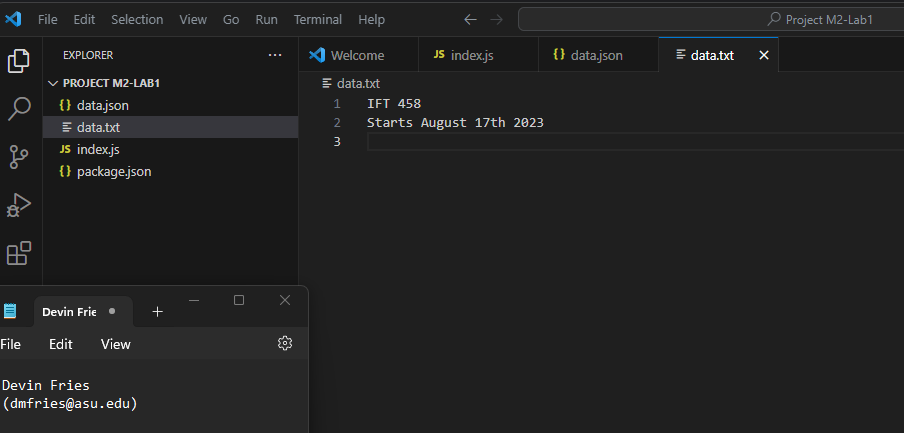 File Edit Selection View Go Run Terminal Help
Project M2-Lab1
EXPLORER
PROJECT M2-LAB1
{} data.json
data.txt
JS index.js
{} package.json
Welcome
JS index.js
{} data.json
data.txt
data.txt
1 IFT 458
2 Starts August 17th 2023
3
Devin Frie
File Edit View
Devin Fries
(dmfries@asu.edu)